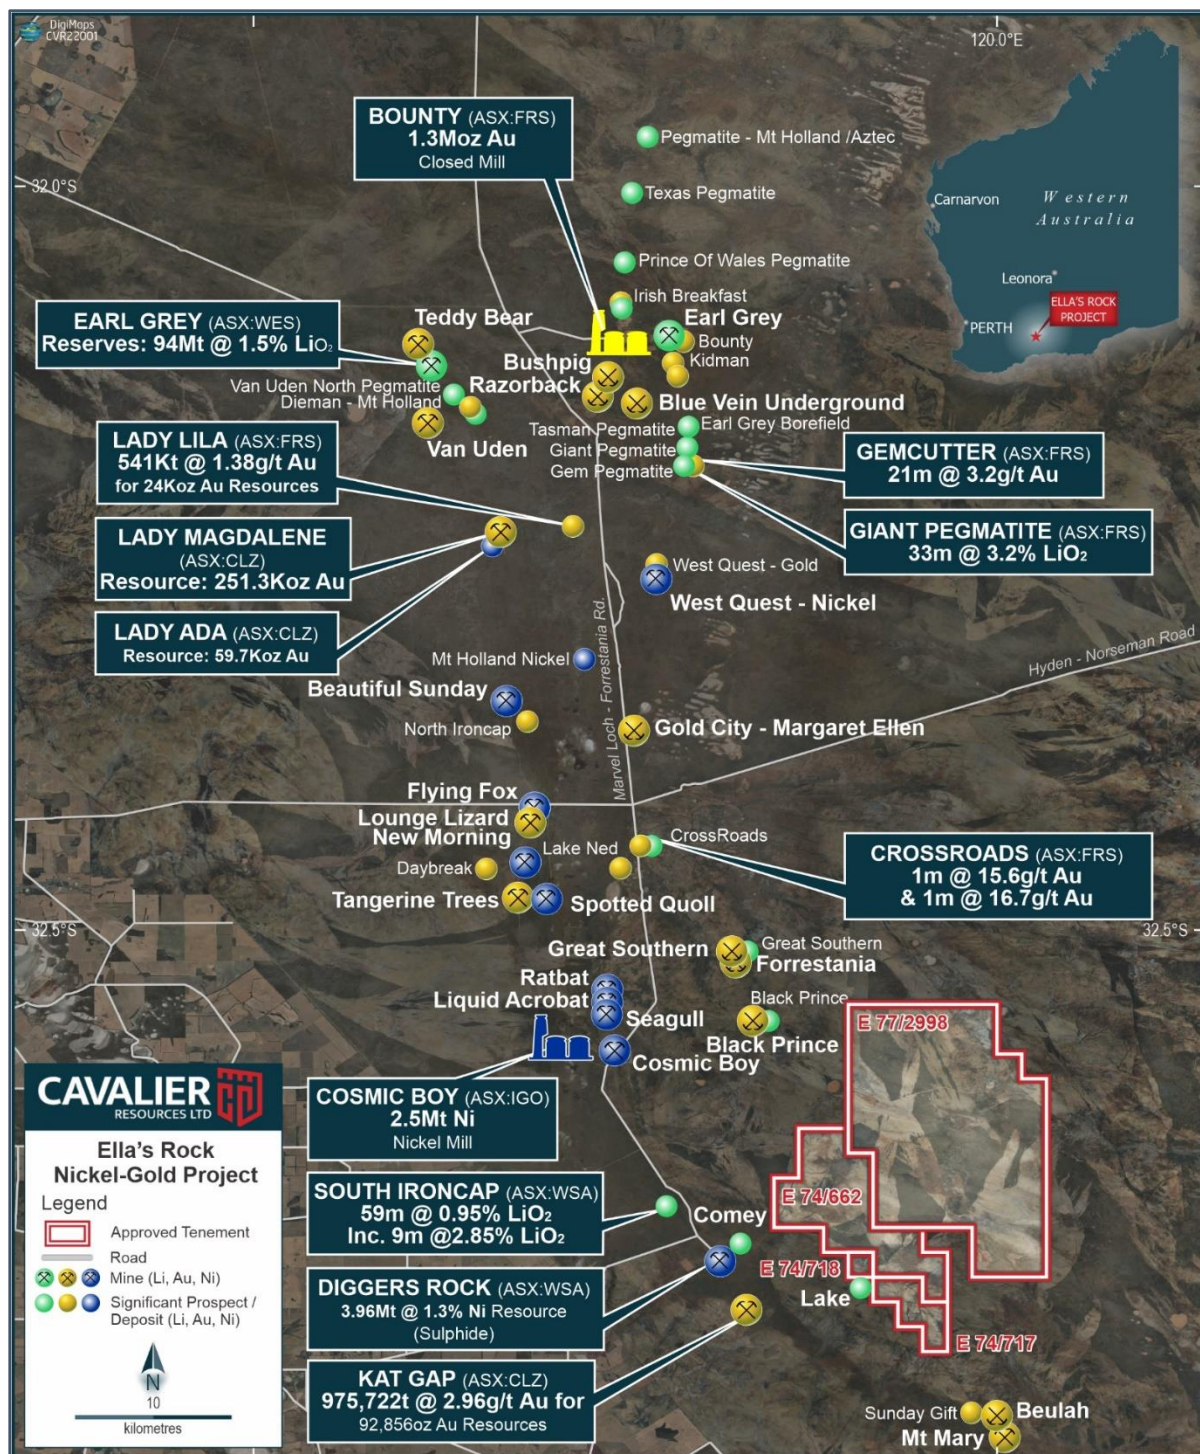 DigiMaps
CVR22001
120.0°E
BOUNTY (ASX:FRS)
1.3Moz Au
Closed Mill
Pegmatite - Mt Holland /Aztec
32.0°S
Texas Pegmatite
Carnarvon
Western
Australia
Leonora
ELLA'S ROCK
PROJECT
PERTH
Prince Of Wales Pegmatite
Irish Breakfast
EARL GREY (ASX:WES)
Reserves: 94Mt @ 1.5% LiO₂
Teddy Bear
Earl Grey
Bounty
Kidman
Bushpig
Razorback
Van Uden North Pegmatite
Dieman - Mt Holland
Van Uden
Blue Vein Underground
Tasman Pegmatite
Earl Grey Borefield
Giant Pegmatite
Gem Pegmatite
LADY LILA (ASX:FRS)
541Kt @ 1.38g/t Au
for 24Koz Au Resources
GEMCUTTER (ASX:FRS)
21m @ 3.2g/t Au
GIANT PEGMATITE (ASX:FRS)
33m @ 3.2% LiO₂
LADY MAGDALENE
(ASX:CLZ)
Resource: 251.3Koz Au
West Quest - Gold
West Quest - Nickel
LADY ADA (ASX:CLZ)
Resource: 59.7Koz Au
Marvel Loch - Forrestania Rd.
Hyden - Norseman Road
Mt Holland Nickel
Beautiful Sunday
North Ironcap
Gold City - Margaret Ellen
Flying Fox
Lounge Lizard
New Morning
Lake Ned
CrossRoads
Daybreak
CROSSROADS (ASX:FRS)
1m @ 15.6g/t Au
& 1m @ 16.7g/t Au
Tangerine Trees
Spotted Quoll
32.5°S
32.5°S
Great Southern
Great Southern
Forrestania
Ratbat
Liquid Acrobat
Seagull
Black Prince
Black Prince
E 77/2998
Cosmic Boy
COSMIC BOY (ASX:IGO)
2.5Mt Ni
Nickel Mill
SOUTH IRONCAP (ASX:WSA)
59m @ 0.95% LiO₂
Inc. 9m @2.85% LiO₂
E 74/662
Comey
E 74/718
Lake
E 74/717
DIGGERS ROCK (ASX:WSA)
3.96Mt @ 1.3% Ni Resource
(Sulphide)
KAT GAP (ASX:CLZ)
975,722t @ 2.96g/t Au for
92,856oz Au Resources
Sunday Gift
Beulah
Mt Mary
CAVALIER
RESOURCES LTD
Ella's Rock
Nickel-Gold Project
Legend
Approved Tenement
Road
Mine (Li, Au, Ni)
Significant Prospect /
Deposit (Li, Au, Ni)
N
10
kilometres